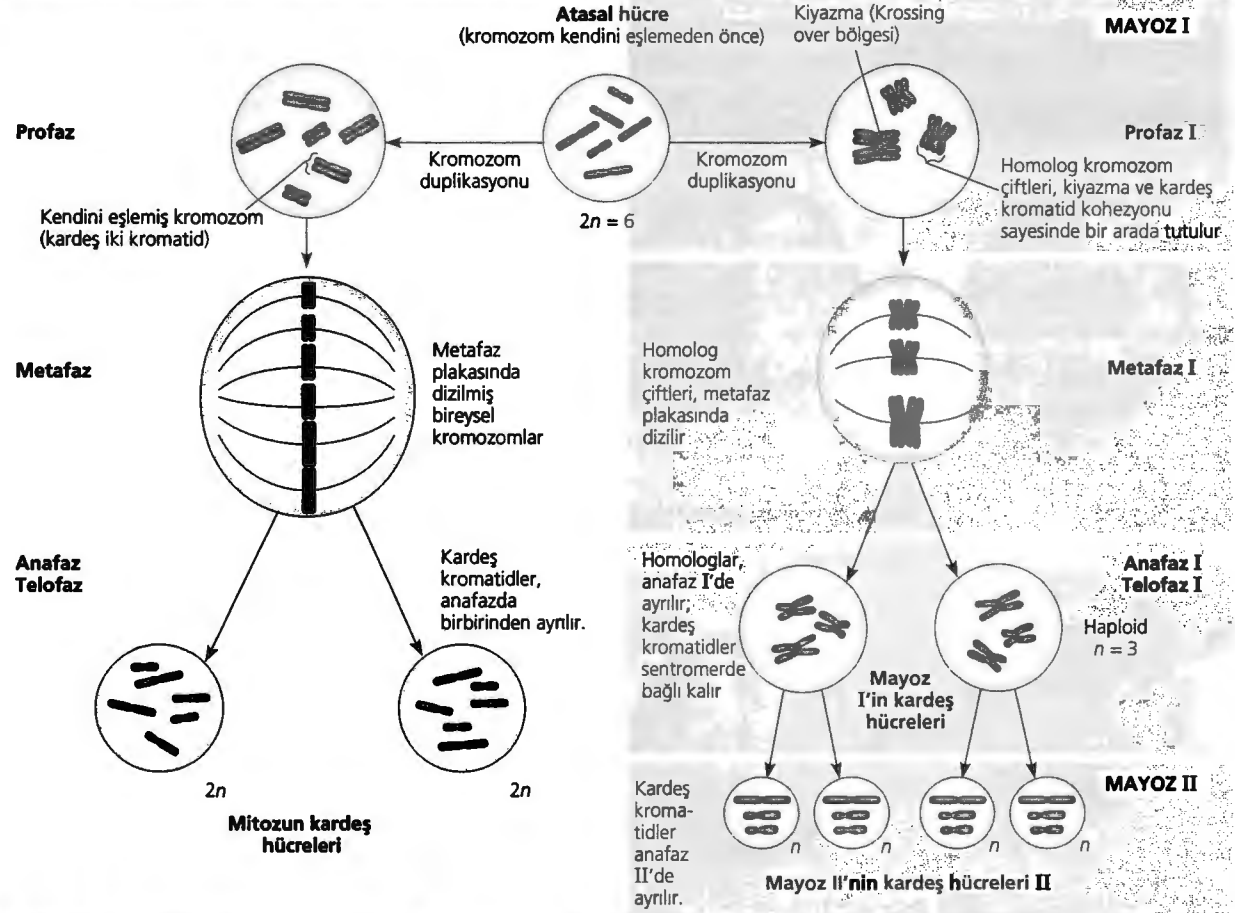 Atasal hücre
(kromozom kendini eşlemeden önce)
Kiyazma (Krossing
over bölgesi)
MAYOZ I
Profaz
Kromozom
duplikasyonu
Kromozom
duplikasyonu
Profaz I
2n = 6
Kendini eşlemiş kromozom
(kardeş iki kromatid)
Homolog kromozom
çiftleri, kiyazma ve kardeş
kromatid kohezyonu
sayesinde bir arada tutulur
Metafaz
Metafaz
plakasında
dizilmiş
bireysel
kromozomlar
Homolog
kromozom
çiftleri, metafaz
plakasında
dizilir
Metafaz I
Anafaz
Telofaz
Kardeş
kromatidler,
anafazda
birbirinden ayrılır.
Homologlar,
anafaz I'de
ayrılır;
kardeş
kromatidler
sentromerde
bağlı kalır
Anafaz I
Telofaz I
Haploid
n = 3
Mayoz
I'in kardeş
hücreleri
2n
2n
Mitozun kardeş
hücreleri
Kardeş
kroma-
tidler
anafaz
II'de
ayrılır.
MAYOZ II
n
n
n
n
Mayoz II'nin kardeş hücreleri II